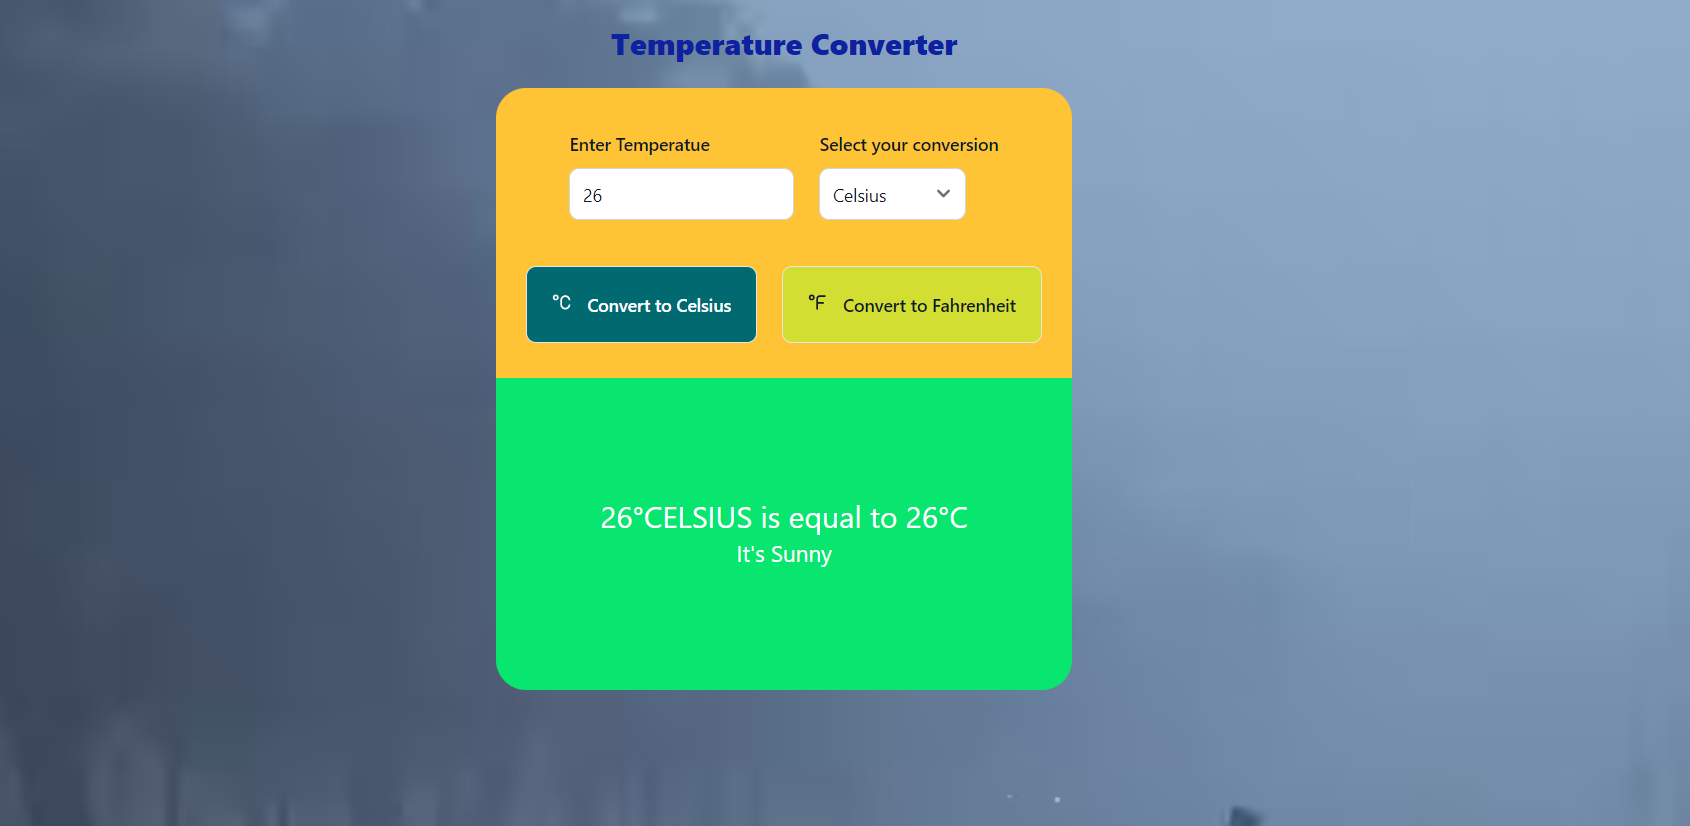 Temperature Converter
Enter Temperatue
Select your conversion
26
Celsius
°C Convert to Celsius
°F Convert to Fahrenheit
26°CELSIUS is equal to 26°C
It's Sunny